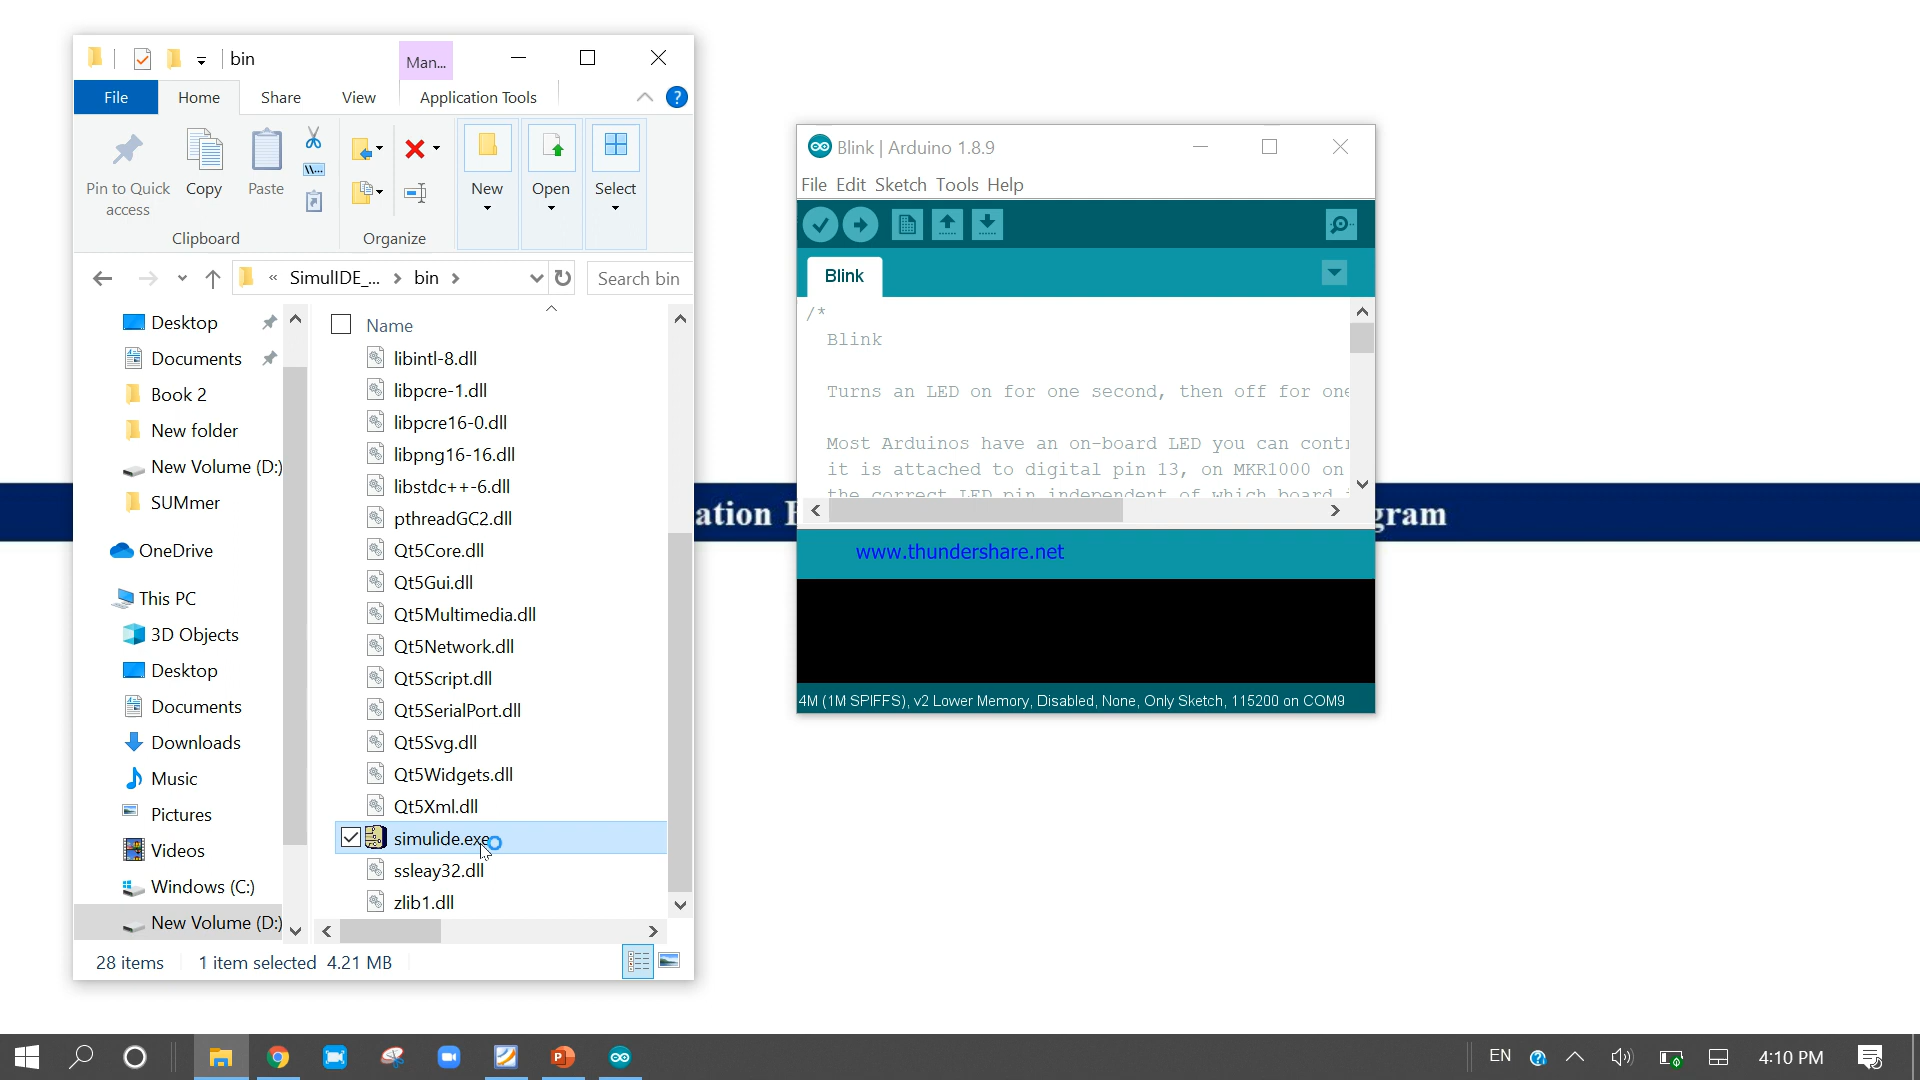 bin
Man...
File
Home
Share
View
Application Tools
?
Pin to Quick access
Copy
Paste
New
Open
Select
Clipboard
Organize
« SimulIDE_... > bin >
Search bin
Desktop
Documents
Book 2
New folder
New Volume (D:)
SUMmer
OneDrive
This PC
3D Objects
Desktop
Documents
Downloads
Music
Pictures
Videos
Windows (C:)
New Volume (D:)
Name
libintl-8.dll
libpcre-1.dll
libpcre16-0.dll
libpng16-16.dll
libstdc++-6.dll
pthreadGC2.dll
Qt5Core.dll
Qt5Gui.dll
Qt5Multimedia.dll
Qt5Network.dll
Qt5Script.dll
Qt5SerialPort.dll
Qt5Svg.dll
Qt5Widgets.dll
Qt5Xml.dll
simulide.exe
ssleay32.dll
zlib1.dll
28 items
1 item selected 4.21 MB
ation
gram
Blink | Arduino 1.8.9
File Edit Sketch Tools Help
Blink
/*
Blink
Turns an LED on for one second, then off for one
Most Arduinos have an on-board LED you can contr
it is attached to digital pin 13, on MKR1000 on
the correct LED pin independent of which board i
www.thundershare.net
4M (1M SPIFFS), v2 Lower Memory, Disabled, None, Only Sketch, 115200 on COM9
EN
4:10 PM